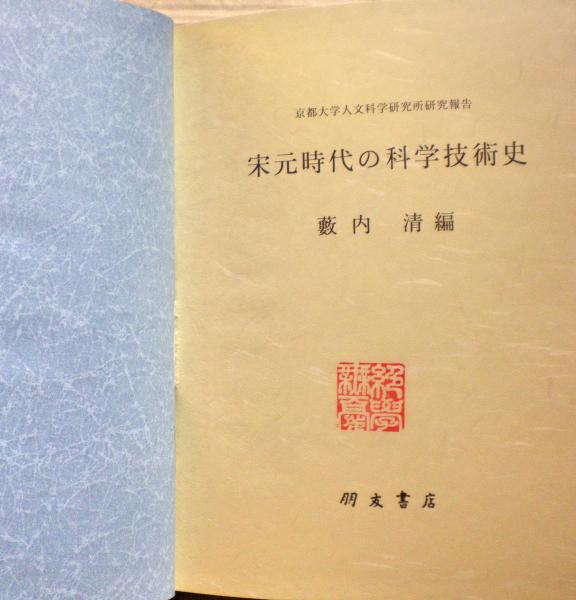 京都大学人文科学研究所研究報告
宋元時代の科学技術史
藪内 清編
朋友書店